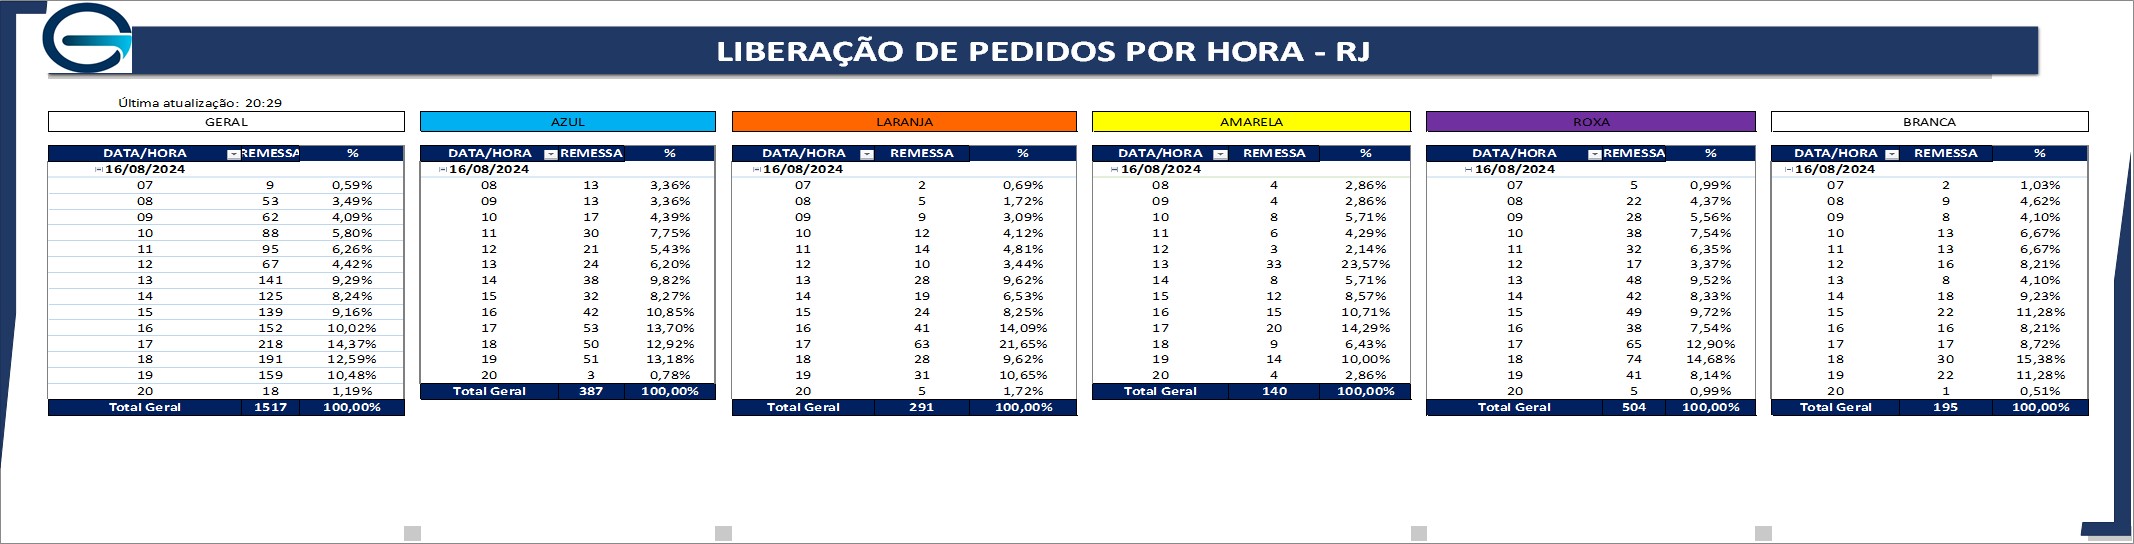 LIBERAÇÃO DE PEDIDOS POR HORA - RJ
Última atualização: 20:29
GERAL AZUL LARANJA AMARELA ROXA BRANCA
DATA/HORA REMESSA % DATA/HORA REMESSA % DATA/HORA REMESSA % DATA/HORA REMESSA % DATA/HORA REMESSA % DATA/HORA REMESSA %
16/08/2024 16/08/2024 16/08/2024 16/08/2024 16/08/2024 16/08/2024
07 9 0,59% 08 13 3,36% 07 2 0,69% 08 4 2,86% 07 5 0,99% 07 2 1,03%
08 53 3,49% 09 13 3,36% 08 5 1,72% 09 4 2,86% 08 22 4,37% 08 9 4,62%
09 62 4,09% 10 17 4,39% 09 9 3,09% 10 8 5,71% 09 28 5,56% 09 8 4,10%
10 88 5,80% 11 30 7,75% 10 12 4,12% 11 6 4,29% 10 38 7,54% 10 13 6,67%
11 95 6,26% 12 21 5,43% 11 14 4,81% 12 3 2,14% 11 32 6,35% 11 13 6,67%
12 67 4,42% 13 24 6,20% 12 10 3,44% 13 33 23,57% 12 17 3,37% 12 16 8,21%
13 141 9,29% 14 38 9,82% 13 28 9,62% 14 8 5,71% 13 48 9,52% 13 8 4,10%
14 125 8,24% 15 32 8,27% 14 19 6,53% 15 12 8,57% 14 42 8,33% 14 18 9,23%
15 139 9,16% 16 42 10,85% 15 24 8,25% 16 15 10,71% 15 49 9,72% 15 22 11,28%
16 152 10,02% 17 53 13,70% 16 41 14,09% 17 20 14,29% 16 38 7,54% 16 16 8,21%
17 218 14,37% 18 50 12,92% 17 63 21,65% 18 9 6,43% 17 65 12,90% 17 17 8,72%
18 191 12,59% 19 51 13,18% 18 28 9,62% 19 14 10,00% 18 74 14,68% 18 30 15,38%
19 159 10,48% 20 3 0,78% 19 31 10,65% 20 4 2,86% 19 41 8,14% 19 22 11,28%
20 18 1,19% Total Geral 387 100,00% 20 5 1,72% Total Geral 140 100,00% 20 5 0,99% 20 1 0,51%
Total Geral 1517 100,00% Total Geral 291 100,00% Total Geral 504 100,00% Total Geral 195 100,00%